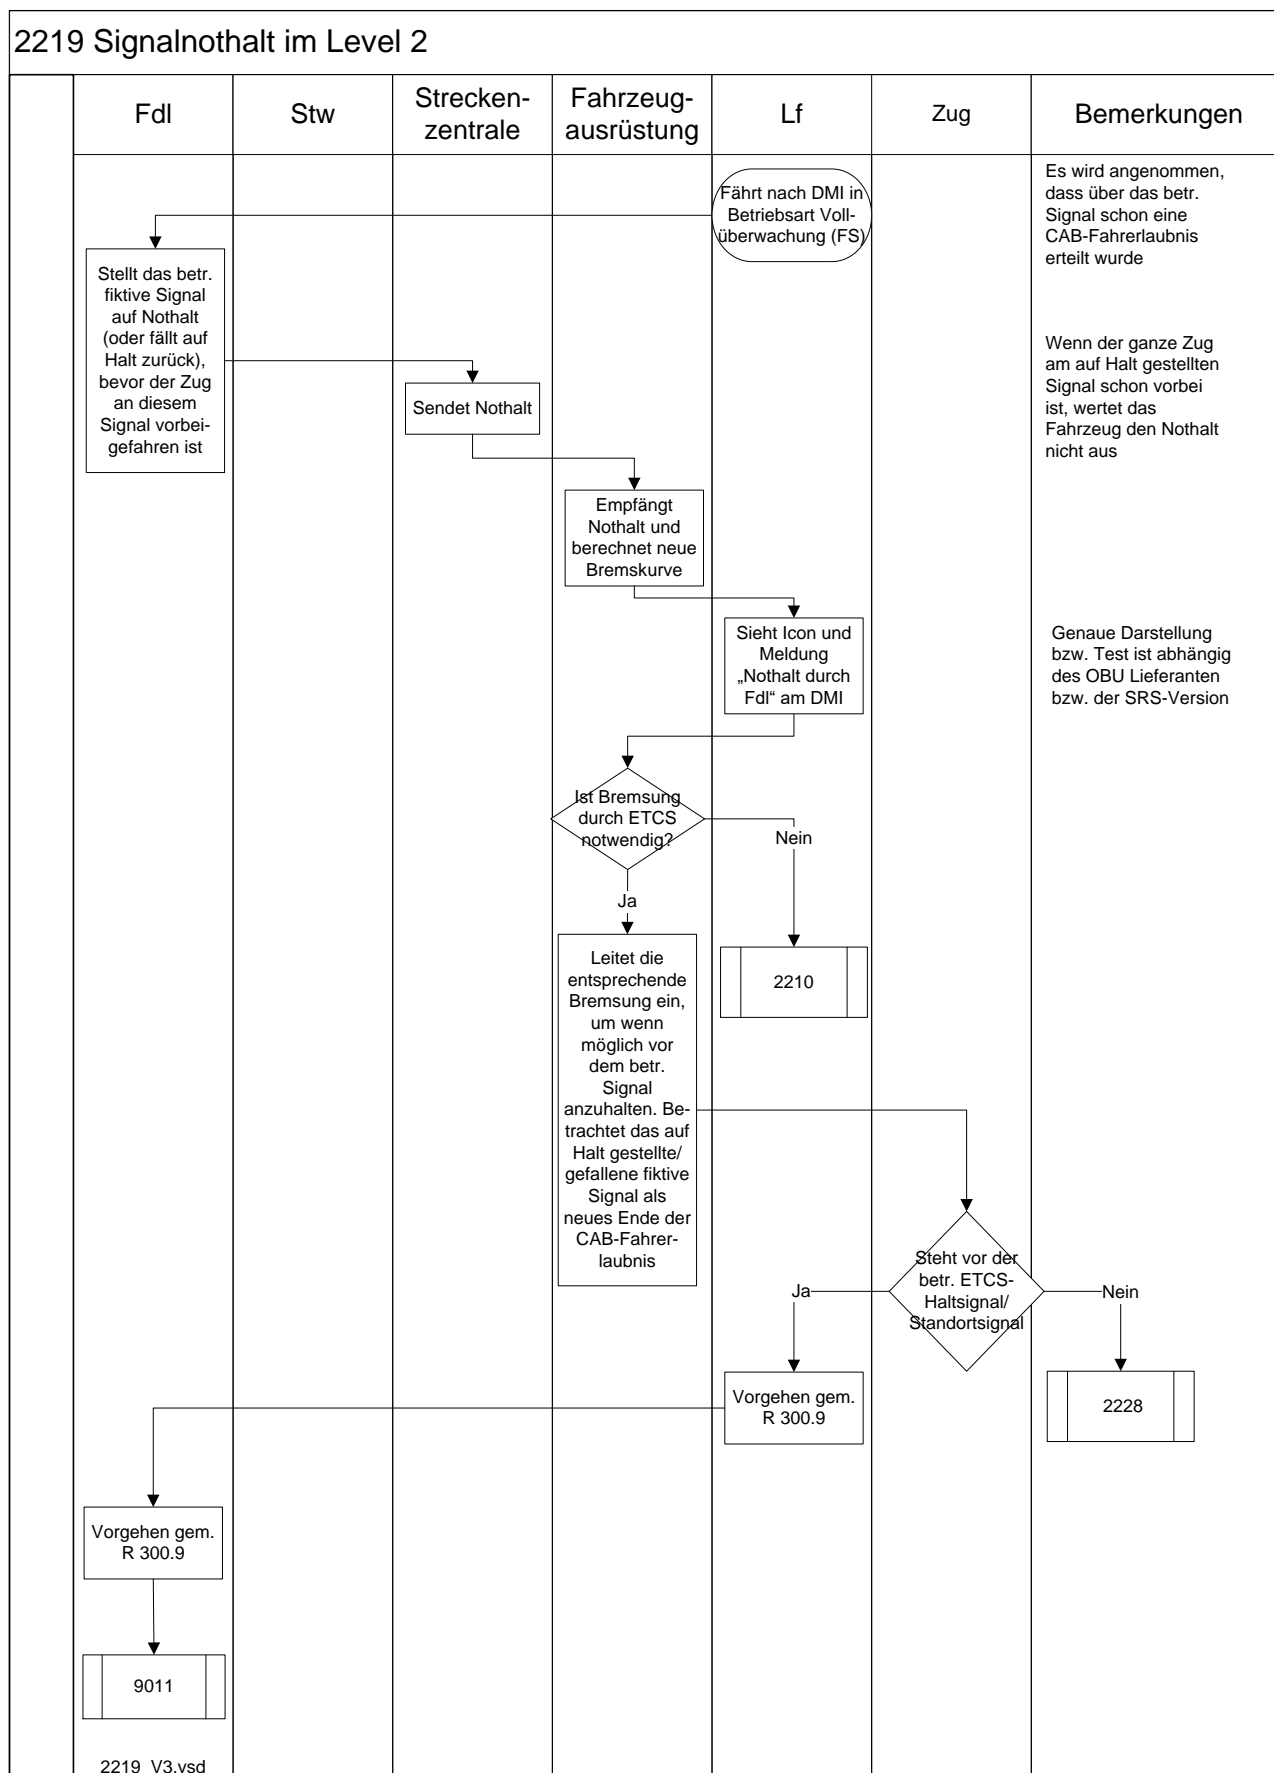 2219 Signalnothalt im Level 2
Fdl
Stw
Strecken-
zentrale
Fahrzeug-
ausrüstung
Lf
Zug
Bemerkungen
Fährt nach DMI in
Betriebsart Voll-
überwachung (FS)
Es wird angenommen,
dass über das betr.
Signal schon eine
CAB-Fahrerlaubnis
erteilt wurde
Stellt das betr.
fiktive Signal
auf Nothalt
(oder fällt auf
Halt zurück),
bevor der Zug
an diesem
Signal vorbei-
gefahren ist
Wenn der ganze Zug
am auf Halt gestellten
Signal schon vorbei
ist, wertet das
Fahrzeug den Nothalt
nicht aus
Sendet Nothalt
Empfängt
Nothalt und
berechnet neue
Bremskurve
Sieht Icon und
Meldung
„Nothalt durch
Fdl“ am DMI
Genaue Darstellung
bzw. Test ist abhängig
des OBU Lieferanten
bzw. der SRS-Version
Ist Bremsung
durch ETCS
notwendig?
Nein
Ja
2210
Leitet die
entsprechende
Bremsung ein,
um wenn
möglich vor
dem betr.
Signal
anzuhalten. Be-
trachtet das auf
Halt gestellte/
gefallene fiktive
Signal als
neues Ende der
CAB-Fahrer-
laubnis
Steht vor der
betr. ETCS-
Haltsignal/
Standortsignal
Ja
Nein
Vorgehen gem.
R 300.9
2228
Vorgehen gem.
R 300.9
9011
2219_V3.vsd